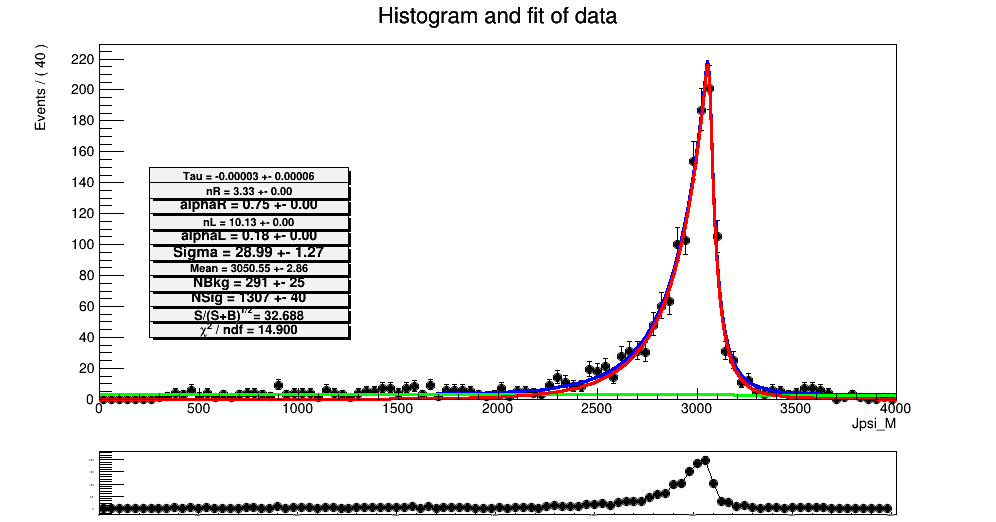 Histogram and fit of data
Events / ( 40 )
220
200
180
160
140
120
100
80
60
40
20
0
Tau = -0.00003 +- 0.00006
nR = 3.33 +- 0.00
alphaR = 0.75 +- 0.00
nL = 10.13 +- 0.00
alphaL = 0.18 +- 0.00
Sigma = 28.99 +- 1.27
Mean = 3050.55 +- 2.86
NBkg = 291 +- 25
NSig = 1307 +- 40
S/(S+B)^1/2 = 32.688
χ² / ndf = 14.900
0 500 1000 1500 2000 2500 3000 3500 4000
Jpsi_M